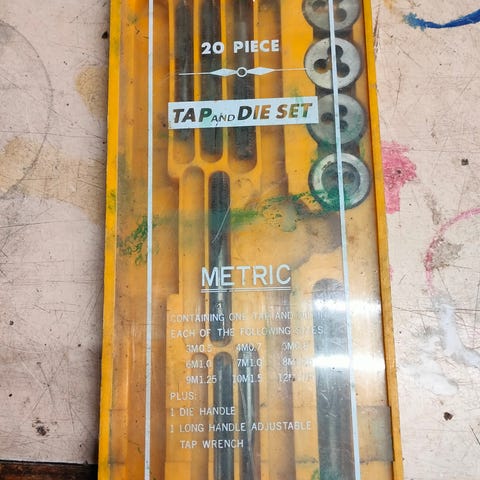 20 PIECE
TAP AND DIE SET
METRIC
CONTAINING ONE TAP AND
EACH OF THE FOLLOWING SIZES
3M0.5 4M0.7
6M1.0 7M1.0
9M1.25 10M1.5
PLUS:
1 DIE HANDLE
1 LONG HANDLE ADJUSTABLE
TAP WRENCH